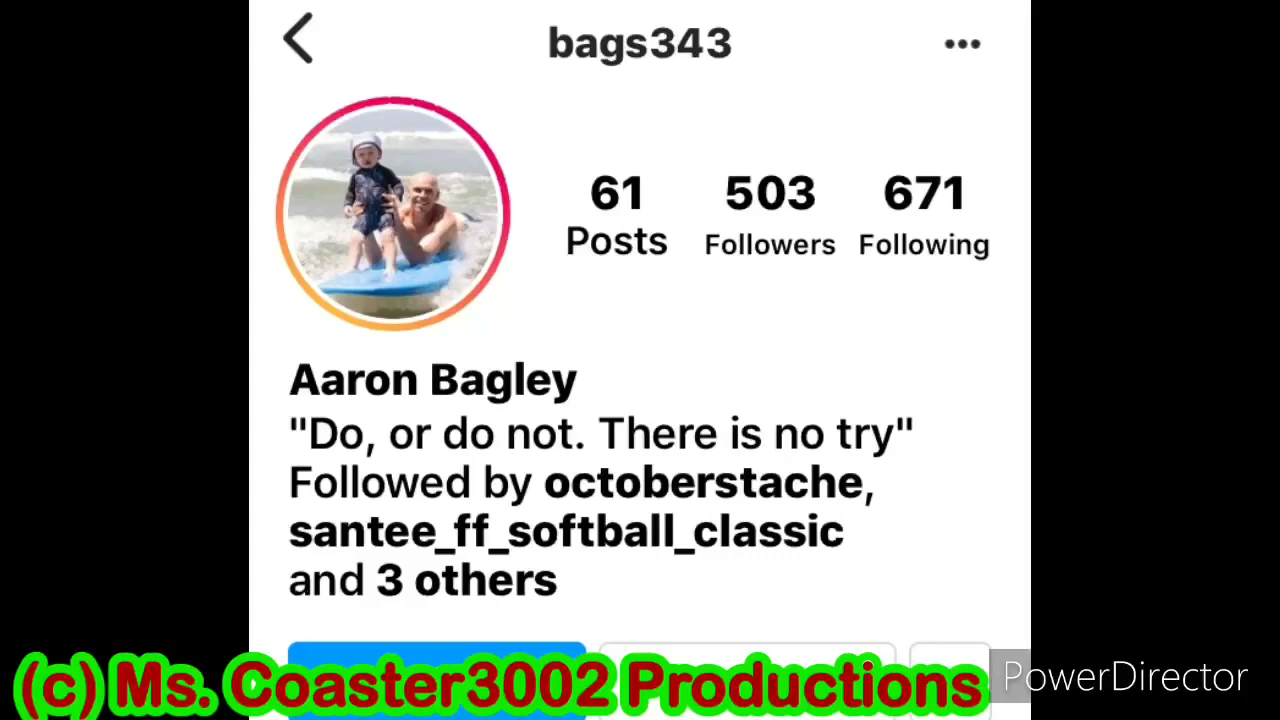 bags343
61 503 671
Posts Followers Following
Aaron Bagley
"Do, or do not. There is no try"
Followed by octoberstache,
santee_ff_softball_classic
and 3 others
(c) Ms. Coaster3002 Productions
PowerDirector